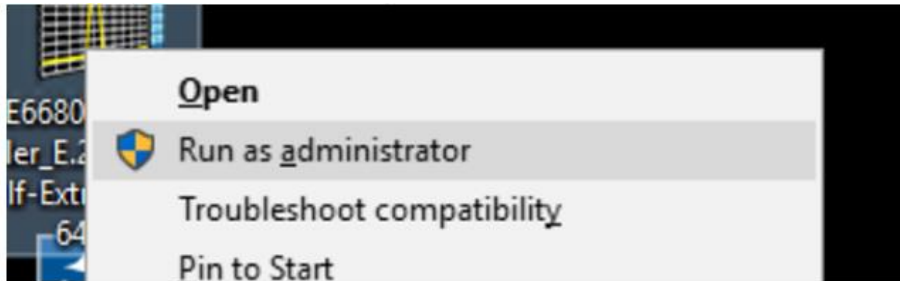 Open
E6680
Run as administrator
ler_E.2
lf-Extr
Troubleshoot compatibility
64
Pin to Start